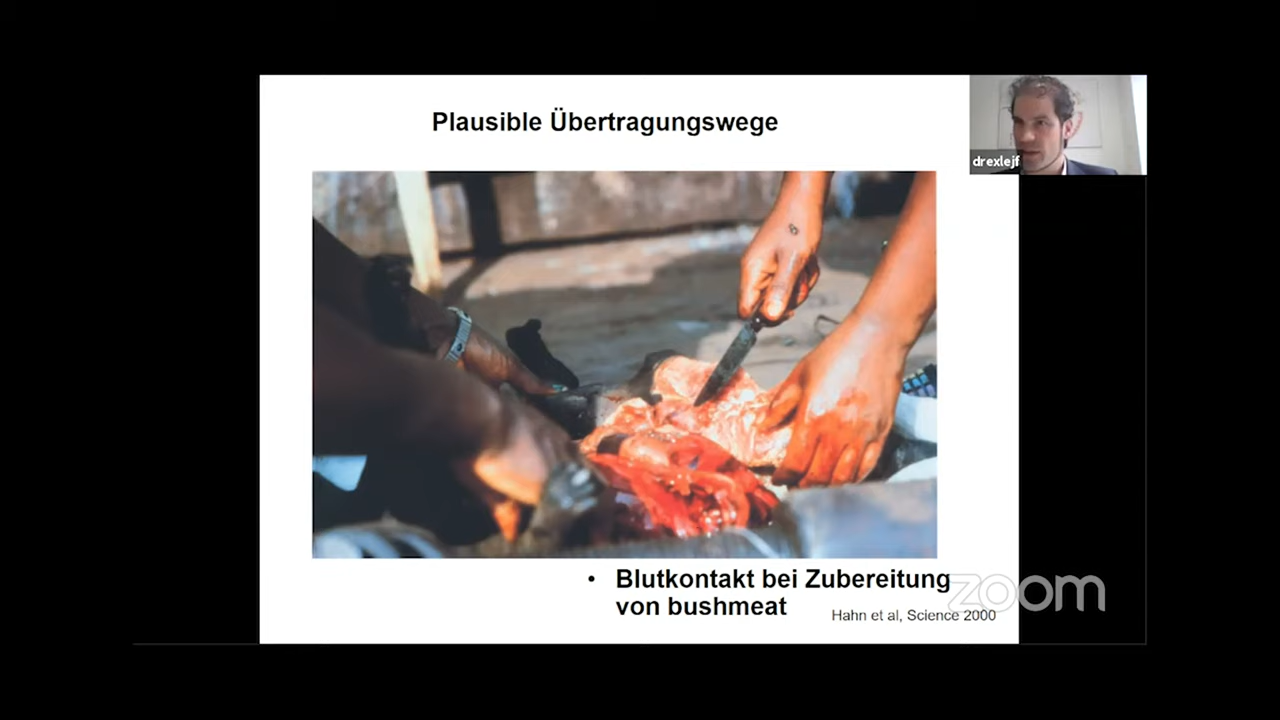 Plausible Übertragungswege
drexlejf
• Blutkontakt bei Zubereitung
von bushmeat
Hahn et al, Science 2000
zoom